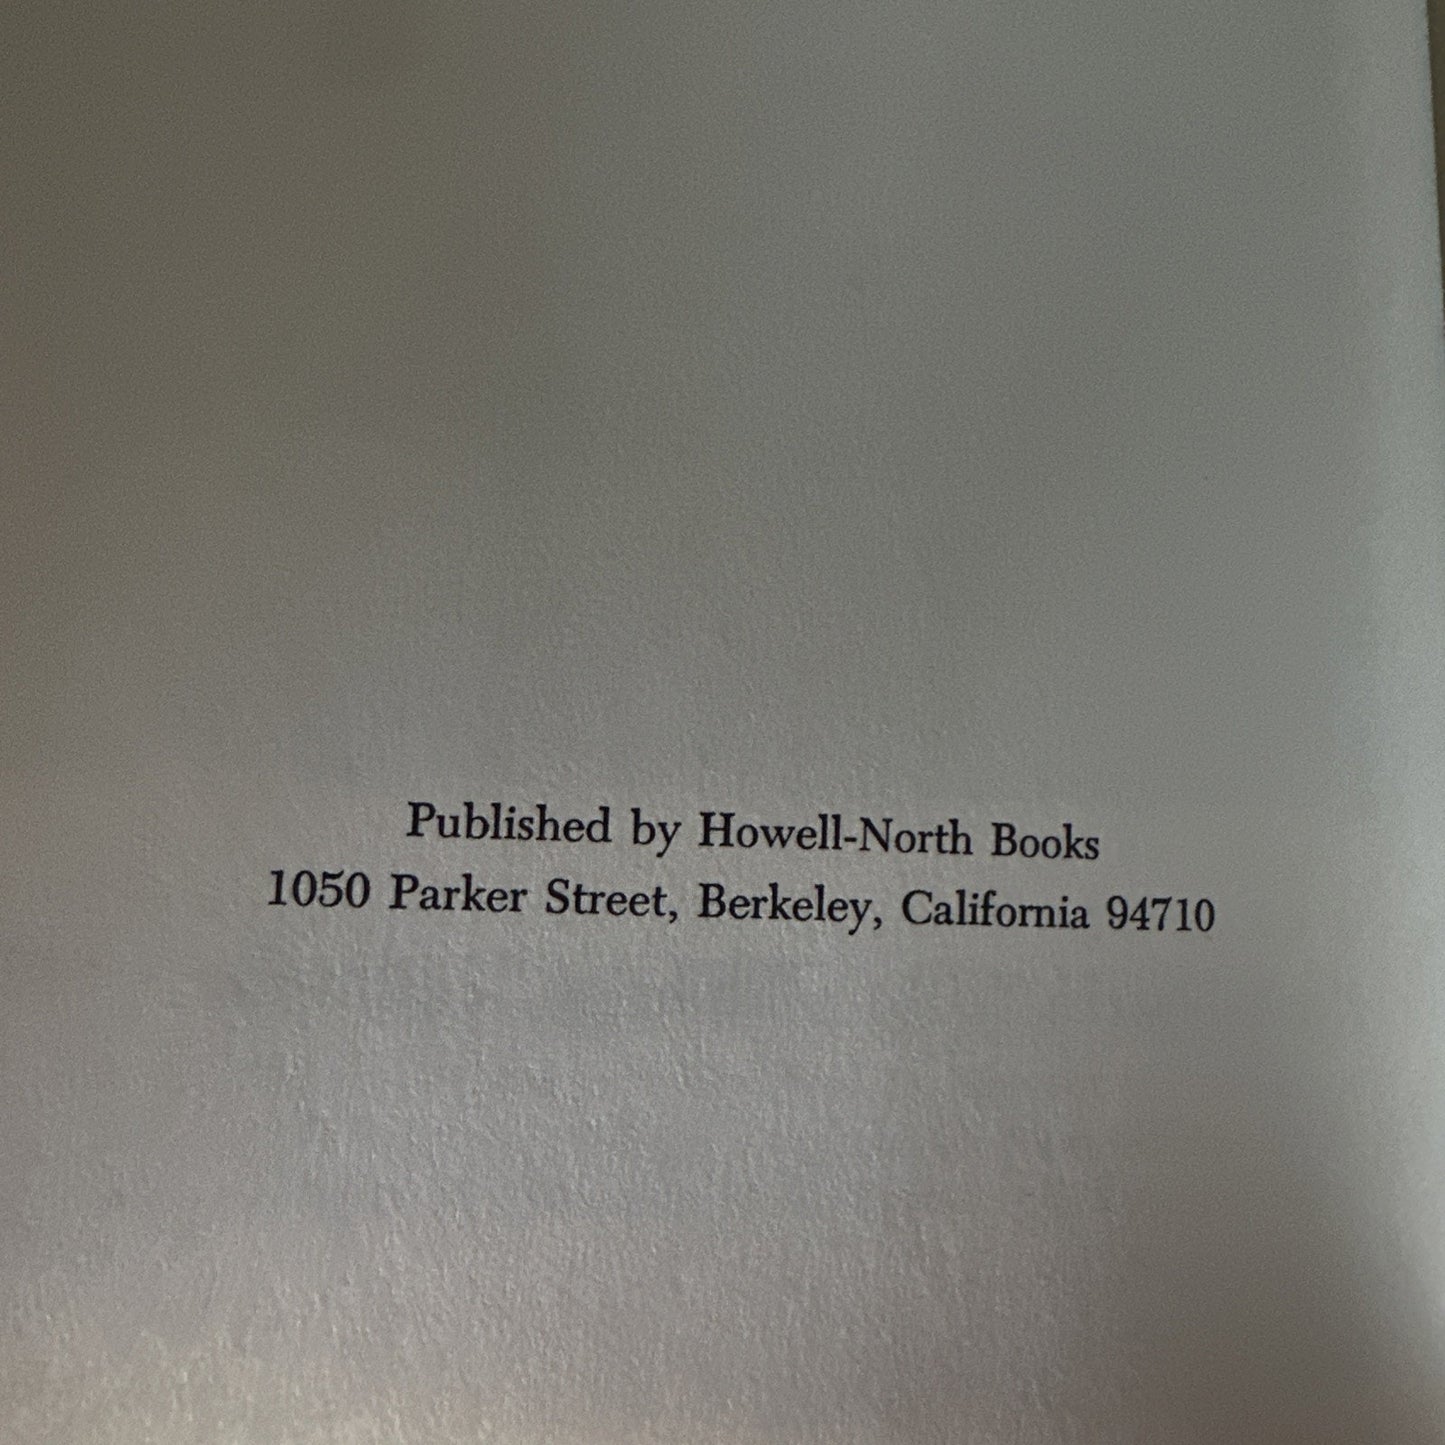 Published by Howell-North Books
1050 Parker Street, Berkeley, California 94710